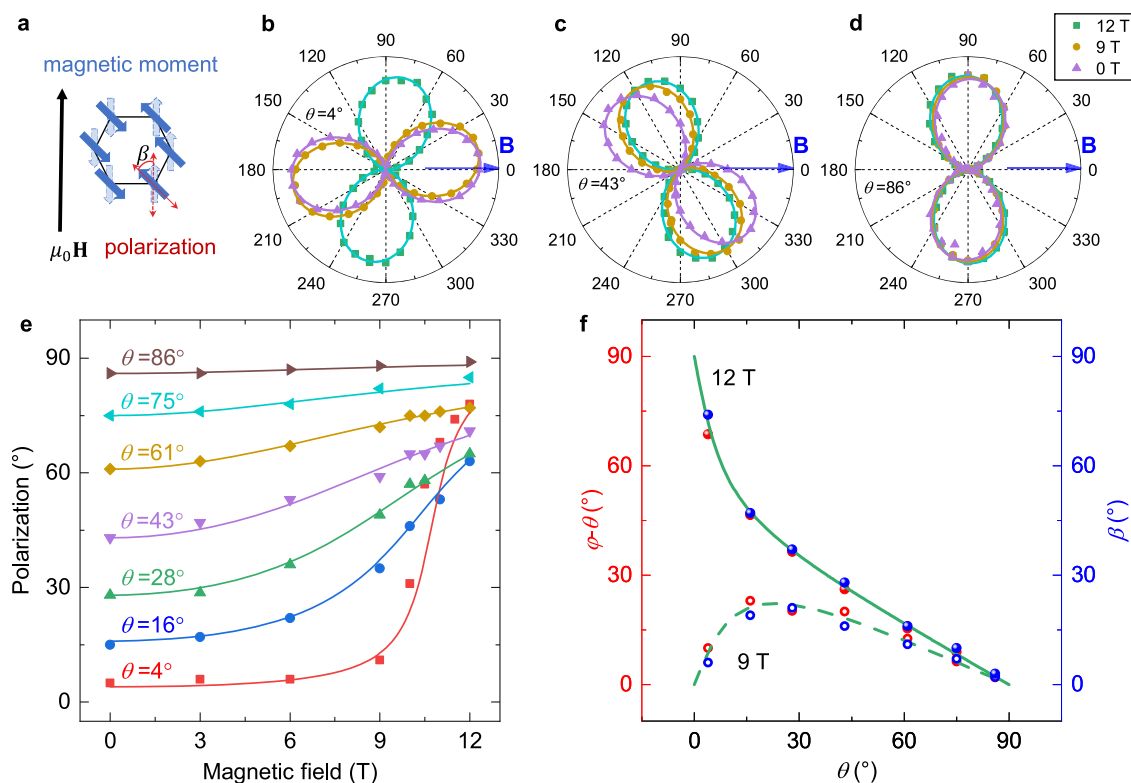 a
magnetic moment
β
μ₀H
polarization
b
90
120
60
150
30
θ=4°
B
180
0
210
330
240
300
270
c
90
120
60
150
30
B
180
0
θ=43°
210
330
240
300
270
d
90
120
60
150
30
B
180
0
θ=86°
210
330
240
300
270
12 T
9 T
0 T
e
90
60
30
0
Polarization (°)
θ=86°
θ=75°
θ=61°
θ=43°
θ=28°
θ=16°
θ=4°
0
3
6
9
12
Magnetic field (T)
f
90
60
30
0
φ-θ (°)
12 T
9 T
90
60
30
0
β (°)
0
30
60
90
θ (°)